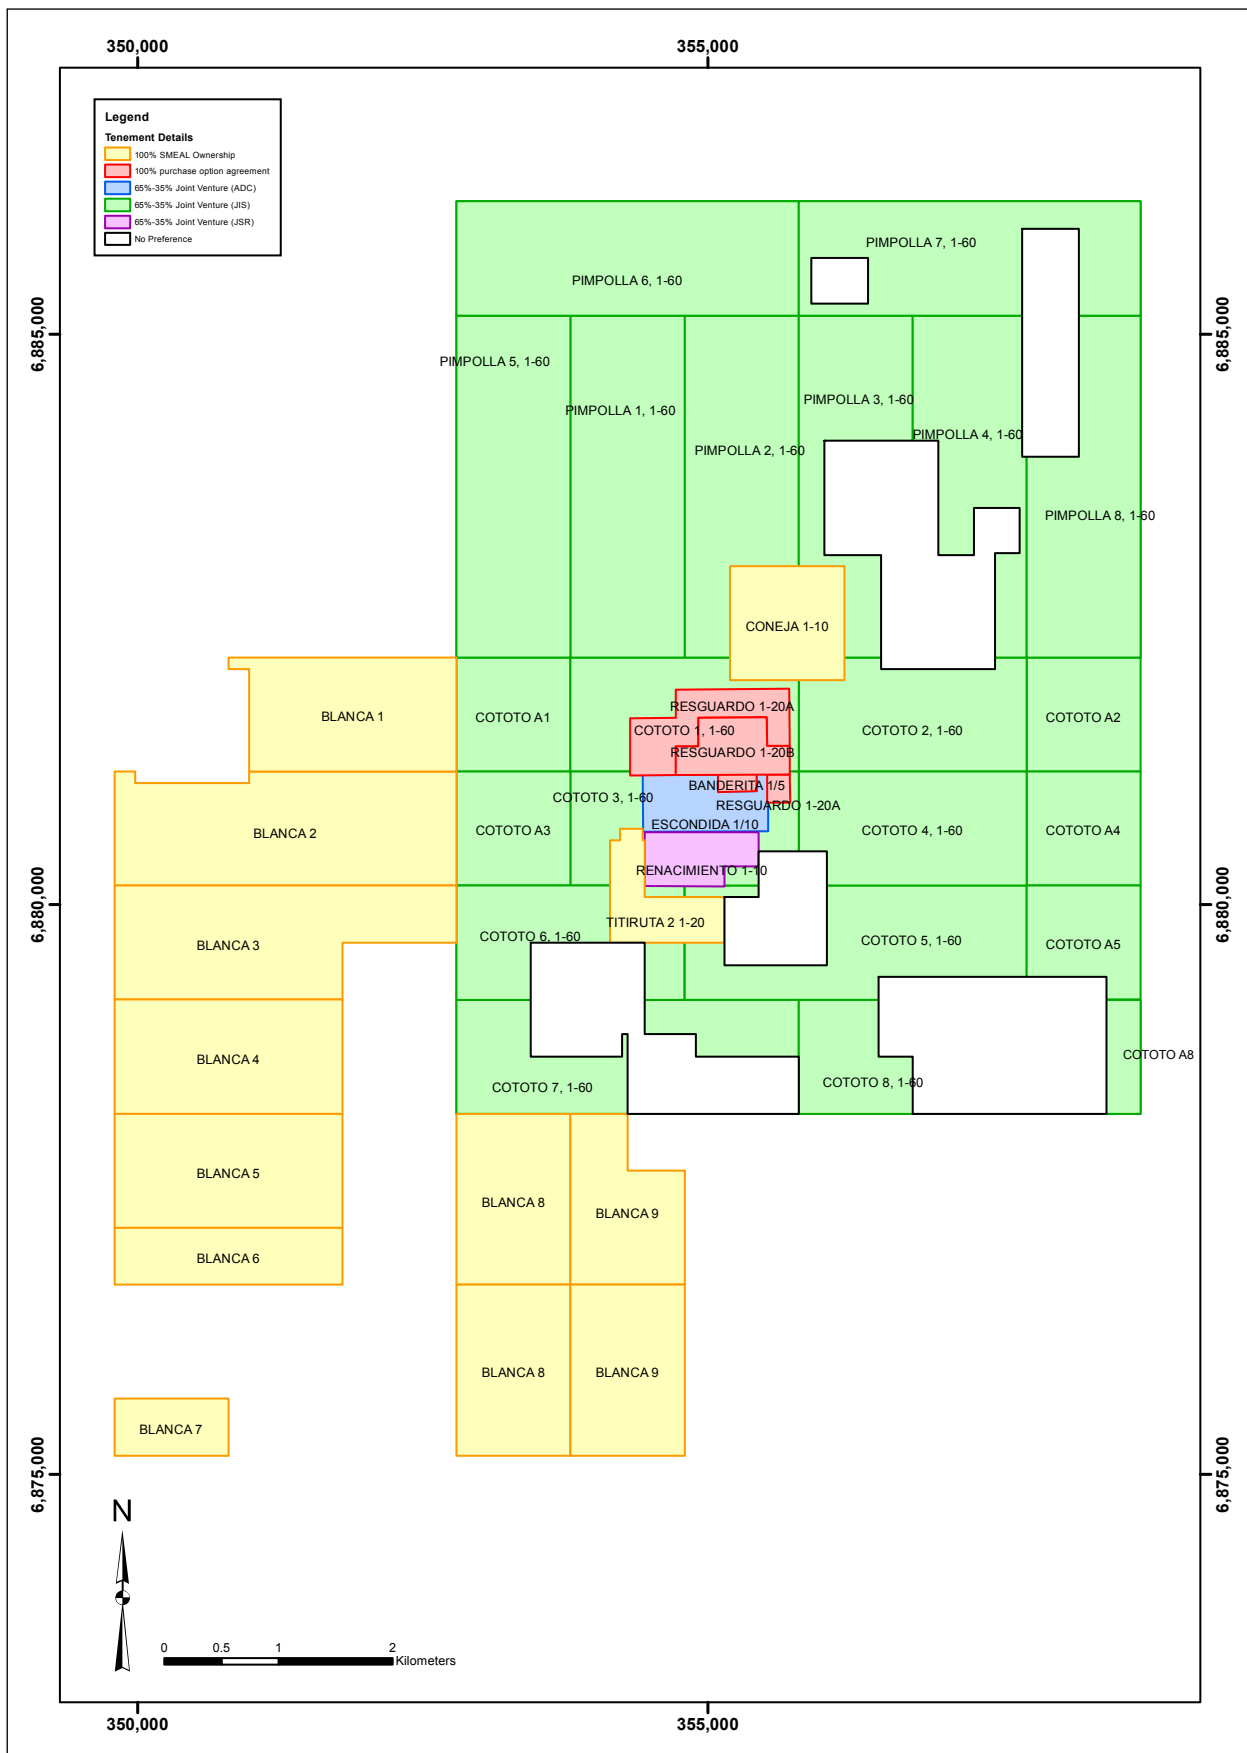 350,000
355,000
Legend
Tenement Details
100% SMEAL Ownership
100% purchase option agreement
65%-35% Joint Venture (ADC)
65%-35% Joint Venture (JIS)
65%-35% Joint Venture (JSR)
No Preference
6,885,000
6,885,000
PIMPOLLA 7, 1-60
PIMPOLLA 6, 1-60
PIMPOLLA 5, 1-60
PIMPOLLA 3, 1-60
PIMPOLLA 1, 1-60
PIMPOLLA 4, 1-60
PIMPOLLA 2, 1-60
PIMPOLLA 8, 1-60
CONEJA 1-10
RESGUARDO 1-20A
BLANCA 1
COTOTO A1
COTOTO 1, 1-60
COTOTO 2, 1-60
COTOTO A2
RESGUARDO 1-20B
BANDERITA 1/5
COTOTO 3, 1-60
RESGUARDO 1-20A
ESCONDIDA 1/10
BLANCA 2
COTOTO A3
COTOTO 4, 1-60
COTOTO A4
RENACIMIENTO 1-10
6,880,000
6,880,000
TITIRUTA 2 1-20
COTOTO 6, 1-60
COTOTO 5, 1-60
COTOTO A5
BLANCA 3
BLANCA 4
COTOTO A8
COTOTO 7, 1-60
COTOTO 8, 1-60
BLANCA 5
BLANCA 8
BLANCA 9
BLANCA 6
BLANCA 8
BLANCA 9
BLANCA 7
6,875,000
6,875,000
N
0 0.5 1 2
Kilometers
350,000
355,000